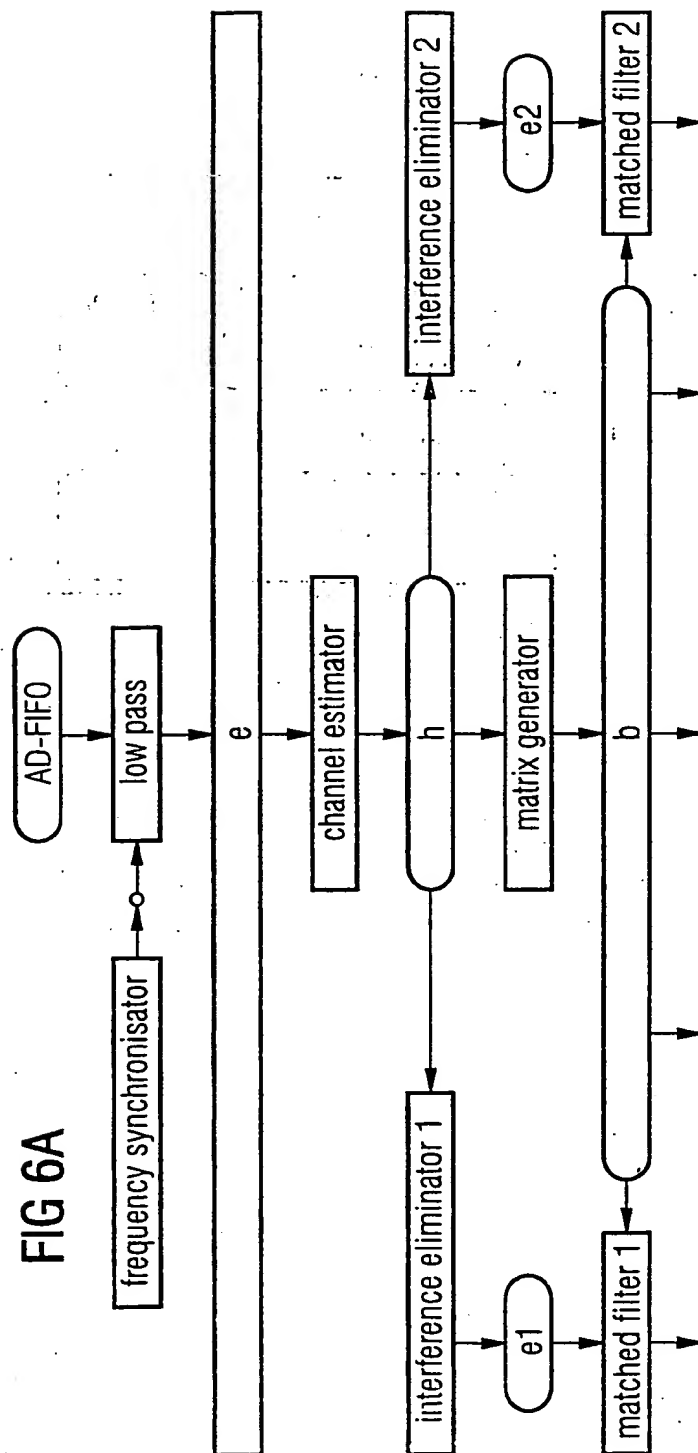 FIG 6A
AD-FIFO
frequency synchronisator
low pass
e
channel estimator
interference eliminator 1
h
interference eliminator 2
e1
matrix generator
e2
matched filter 1
b
matched filter 2